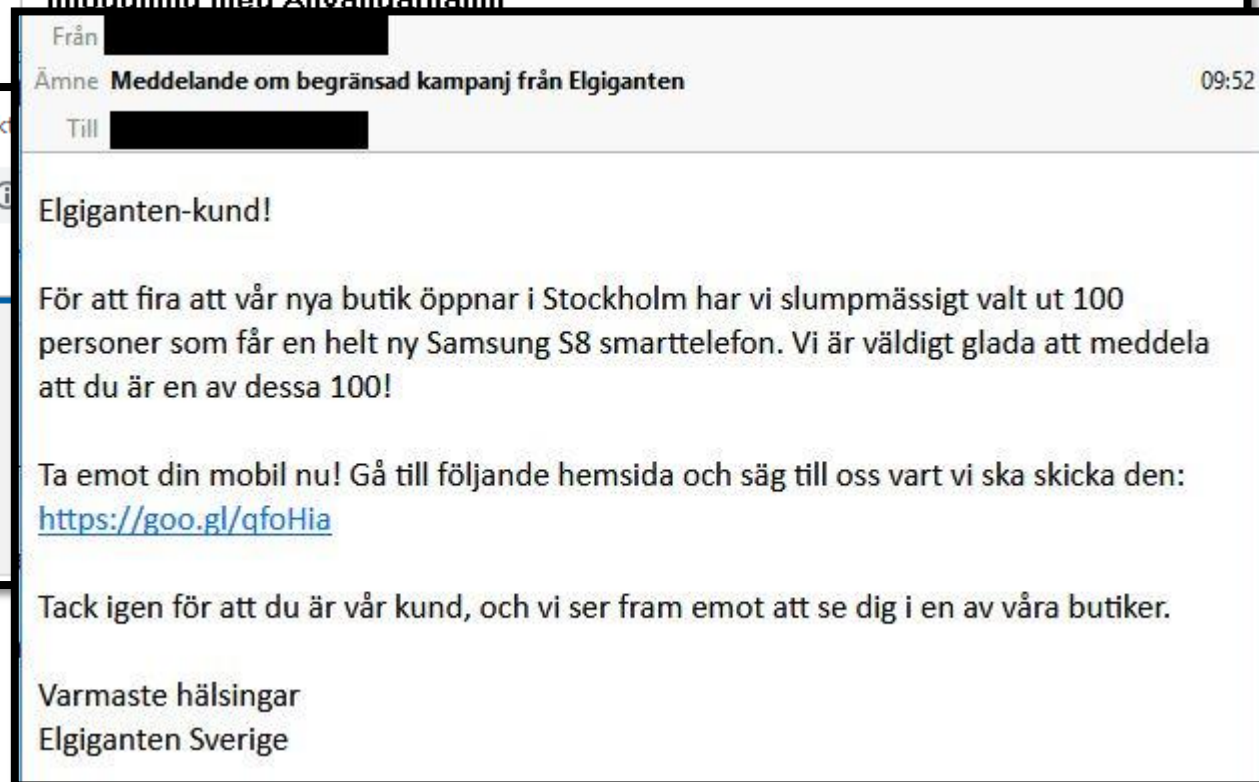 Från
Ämne Meddelande om begränsad kampanj från Elgiganten 09:52
Till
Elgiganten-kund!
För att fira att vår nya butik öppnar i Stockholm har vi slumpmässigt valt ut 100
personer som får en helt ny Samsung S8 smarttelefon. Vi är väldigt glada att meddela
att du är en av dessa 100!
Ta emot din mobil nu! Gå till följande hemsida och säg till oss vart vi ska skicka den:
https://goo.gl/qfoHia
Tack igen för att du är vår kund, och vi ser fram emot att se dig i en av våra butiker.
Varmaste hälsingar
Elgiganten Sverige